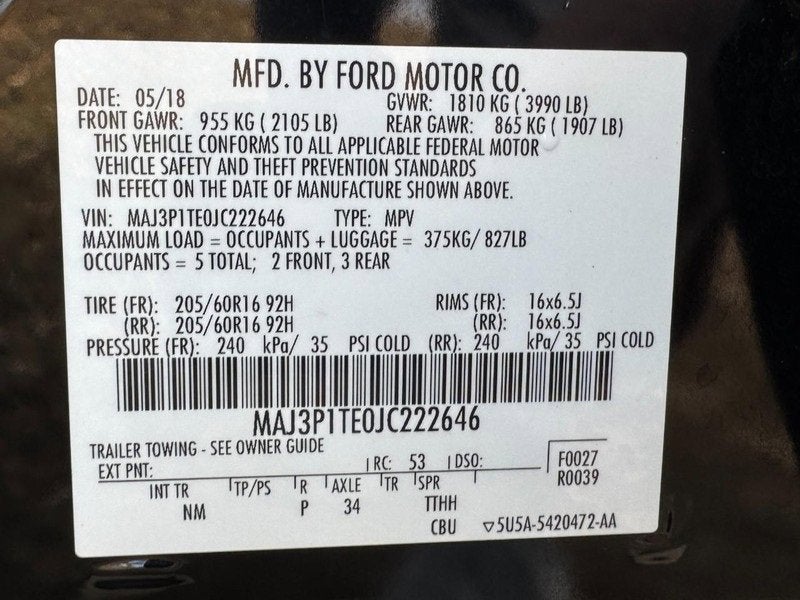 MFD. BY FORD MOTOR CO.
DATE: 05/18 GVWR: 1810 KG ( 3990 LB)
FRONT GAWR: 955 KG ( 2105 LB) REAR GAWR: 865 KG ( 1907 LB)
THIS VEHICLE CONFORMS TO ALL APPLICABLE FEDERAL MOTOR
VEHICLE SAFETY AND THEFT PREVENTION STANDARDS
IN EFFECT ON THE DATE OF MANUFACTURE SHOWN ABOVE.
VIN: MAJ3P1TE0JC222646 TYPE: MPV
MAXIMUM LOAD = OCCUPANTS + LUGGAGE = 375KG/ 827LB
OCCUPANTS = 5 TOTAL; 2 FRONT, 3 REAR
TIRE (FR): 205/60R16 92H RIMS (FR): 16x6.5J
(RR): 205/60R16 92H (RR): 16x6.5J
PRESSURE (FR): 240 kPa/ 35 PSI COLD (RR): 240 kPa/ 35 PSI COLD
MAJ3P1TE0JC222646
TRAILER TOWING - SEE OWNER GUIDE
EXT PNT: RC: 53 DSO: F0027
R0039
INT TR TP/PS R AXLE TR SPR
NM P 34 TTHH
CBU ▽5U5A-5420472-AA